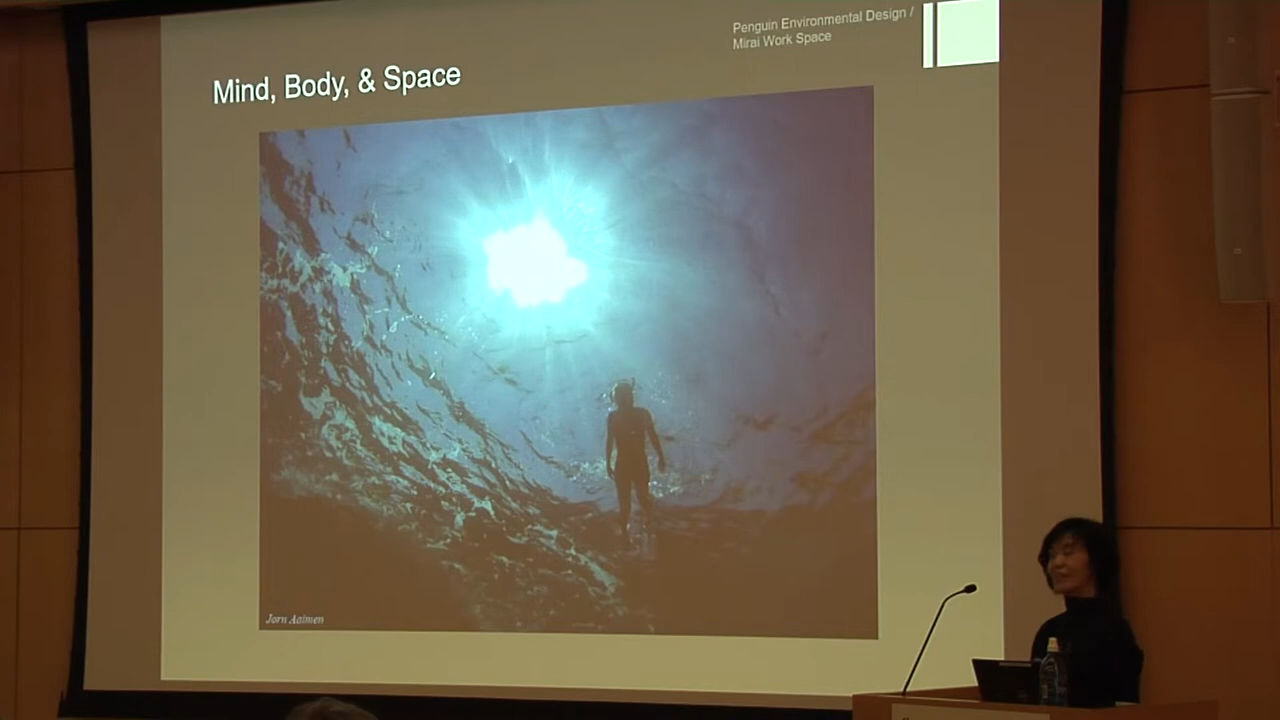 Penguin Environmental Design /
Mirai Work Space
Mind, Body, & Space
Jorn Aaimen